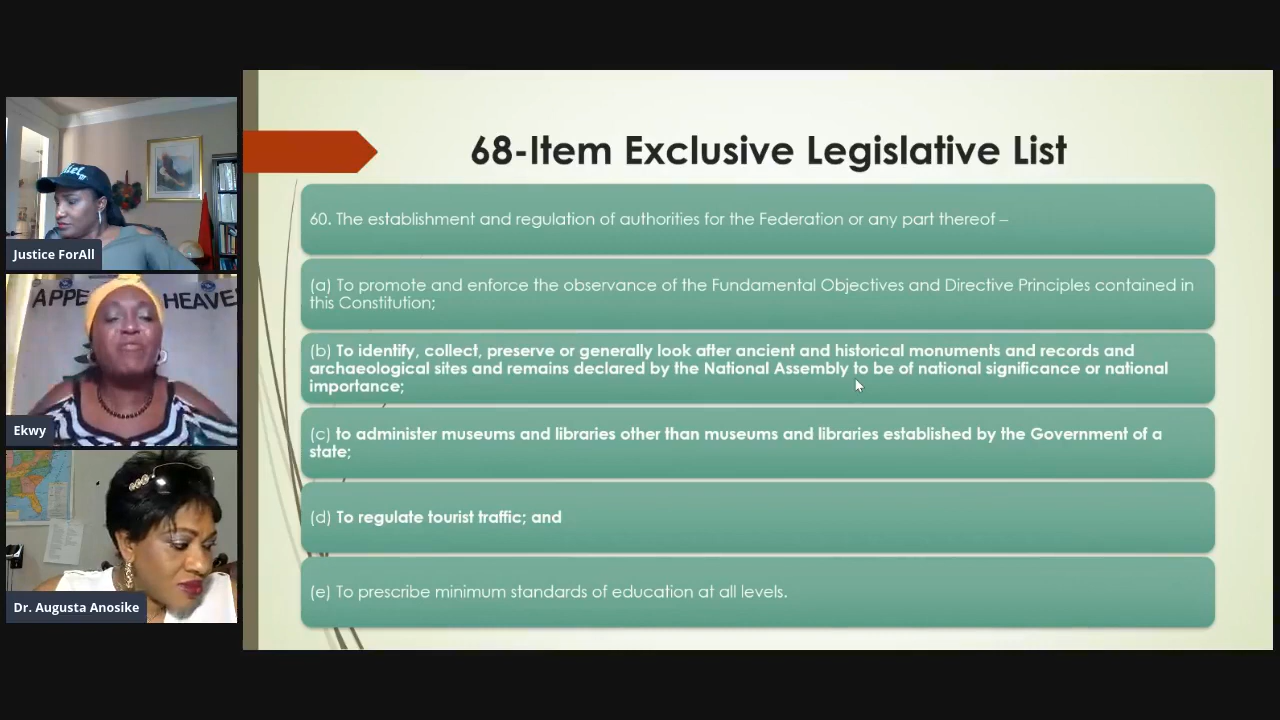 68-Item Exclusive Legislative List
60. The establishment and regulation of authorities for the Federation or any part thereof –
(a) To promote and enforce the observance of the Fundamental Objectives and Directive Principles contained in
this Constitution;
(b) To identify, collect, preserve or generally look after ancient and historical monuments and records and
archaeological sites and remains declared by the National Assembly to be of national significance or national
importance;
(c) to administer museums and libraries other than museums and libraries established by the Government of a
state;
(d) To regulate tourist traffic; and
(e) To prescribe minimum standards of education at all levels.
Justice ForAll
APPE HEAVE
Ekwy
Dr. Augusta Anosike